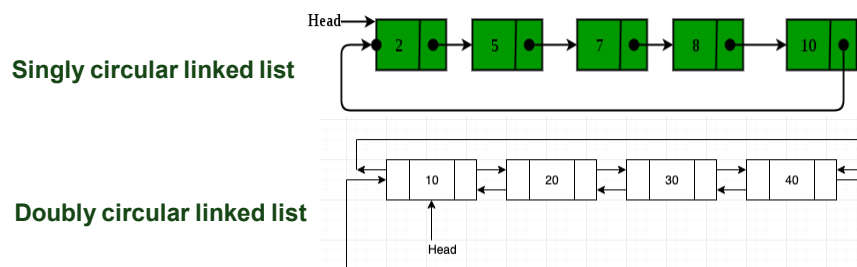 Head
2 5 7 8 10
Singly circular linked list
10 20 30 40
Doubly circular linked list
Head